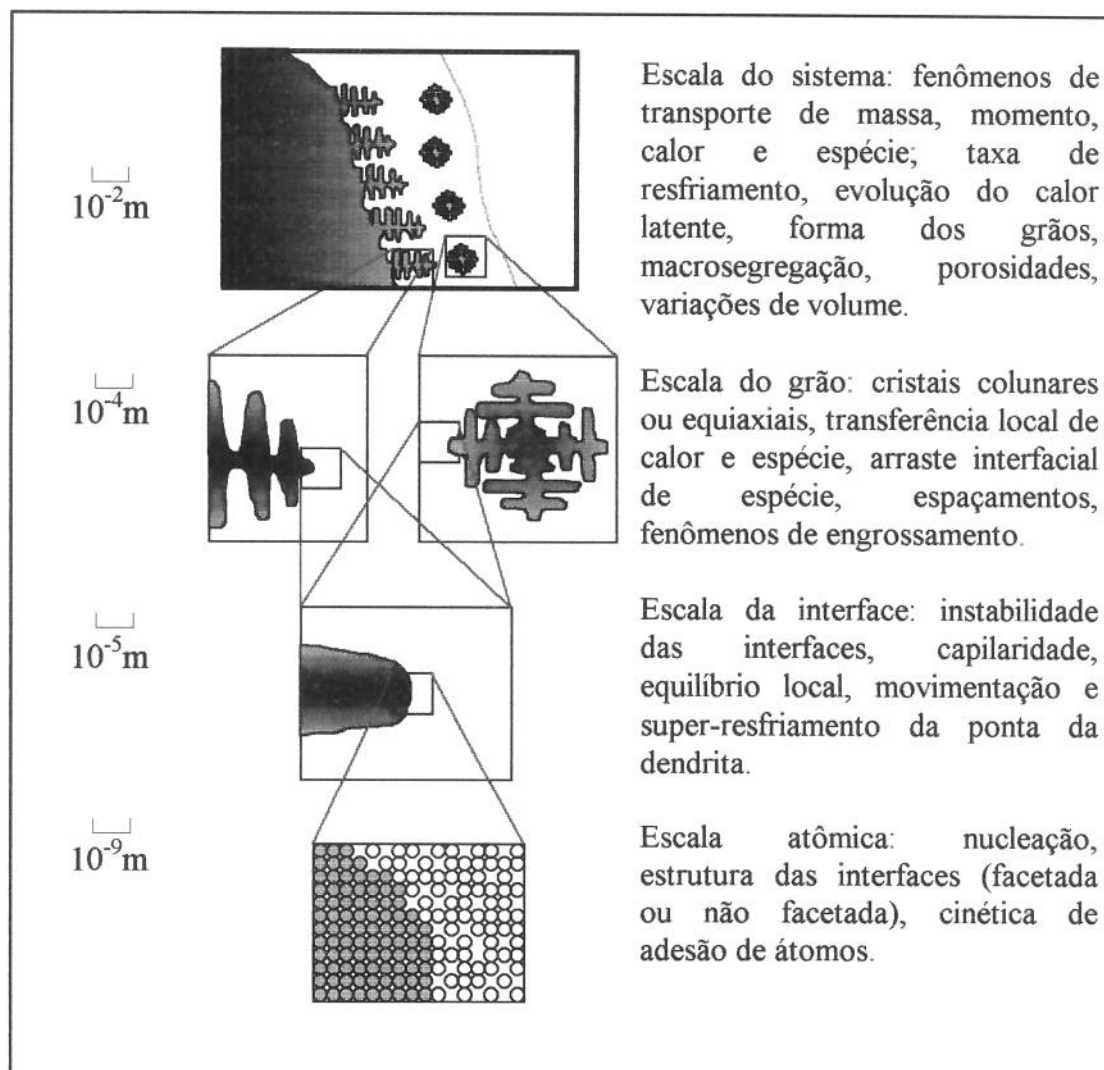 Escala do sistema: fenômenos de
transporte de massa, momento,
calor e espécie; taxa de
resfriamento, evolução do calor
latente, forma dos grãos,
macrosegregação, porosidades,
variações de volume.
10⁻²m
Escala do grão: cristais colunares
ou equiaxiais, transferência local de
calor e espécie, arraste interfacial
de espécie, espaçamentos,
fenômenos de engrossamento.
10⁻⁴m
Escala da interface: instabilidade
das interfaces, capilaridade,
equilíbrio local, movimentação e
super-resfriamento da ponta da
dendrita.
10⁻⁵m
Escala atômica: nucleação,
estrutura das interfaces (facetada
ou não facetada), cinética de
adesão de átomos.
10⁻⁹m